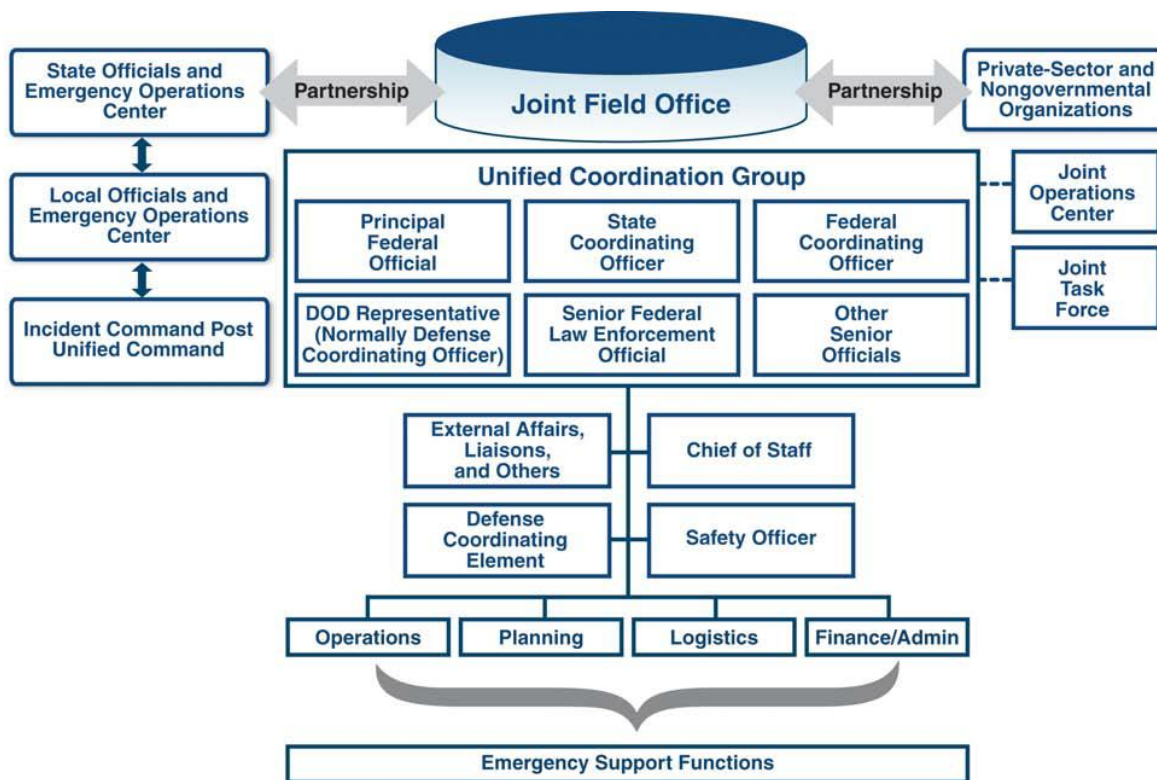 State Officials and
Emergency Operations
Center
Partnership
Joint Field Office
Partnership
Private-Sector and
Nongovernmental
Organizations
Local Officials and
Emergency Operations
Center
Incident Command Post
Unified Command
Unified Coordination Group
Principal
Federal
Official
State
Coordinating
Officer
Federal
Coordinating
Officer
DOD Representative
(Normally Defense
Coordinating Officer)
Senior Federal
Law Enforcement
Official
Other
Senior
Officials
Joint
Operations
Center
Joint
Task
Force
External Affairs,
Liaisons,
and Others
Chief of Staff
Defense
Coordinating
Element
Safety Officer
Operations
Planning
Logistics
Finance/Admin
Emergency Support Functions